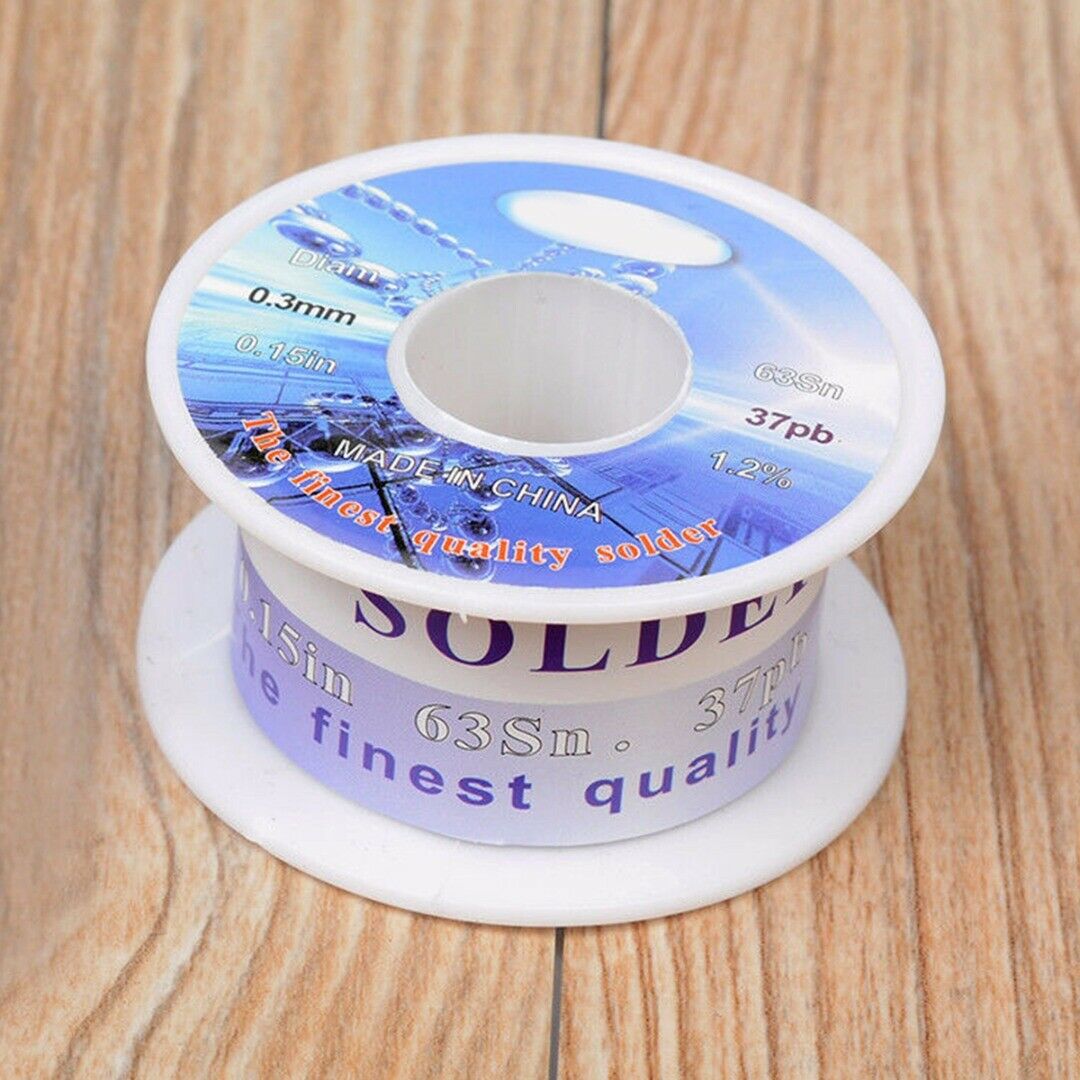 Diam
0.3mm
0.15in
63Sn
37pb
1.2%
MADE IN CHINA
The finest quality solder
SOLDER
0.15in 63Sn. 37pb
he finest quality